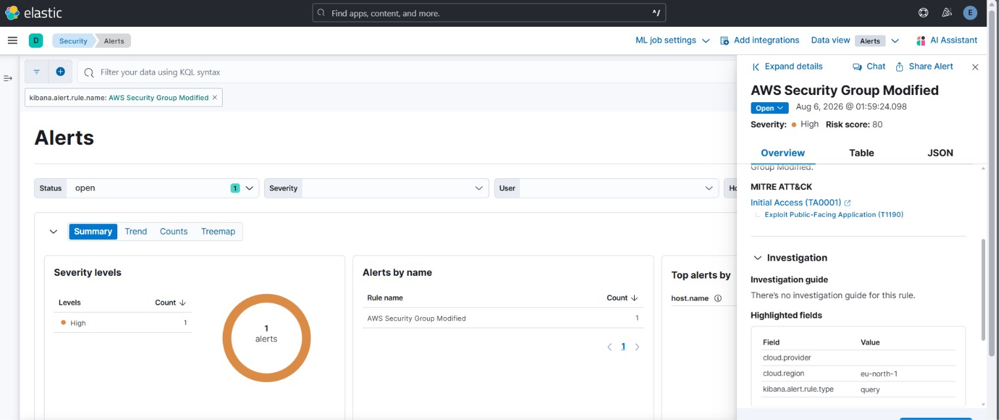 elastic
Find apps, content, and more.
^/
E
D
Security
Alerts
ML job settings
Add integrations
Data view
Alerts
AI Assistant
Filter your data using KQL syntax
kibana.alert.rule.name: AWS Security Group Modified
Alerts
Status
open
1
Severity
User
Ho
Summary
Trend
Counts
Treemap
Severity levels
Levels Count
High 1
1
alerts
Alerts by name
Rule name Count
AWS Security Group Modified 1
1
Top alerts by
host.name
Expand details
Chat
Share Alert
AWS Security Group Modified
Open
Aug 6, 2026 @ 01:59:24.098
Severity: High Risk score: 80
Overview
Table
JSON
Group Modified.
MITRE ATT&CK
Initial Access (TA0001)
Exploit Public-Facing Application (T1190)
Investigation
Investigation guide
There's no investigation guide for this rule.
Highlighted fields
Field Value
cloud.provider
cloud.region eu-north-1
kibana.alert.rule.type query